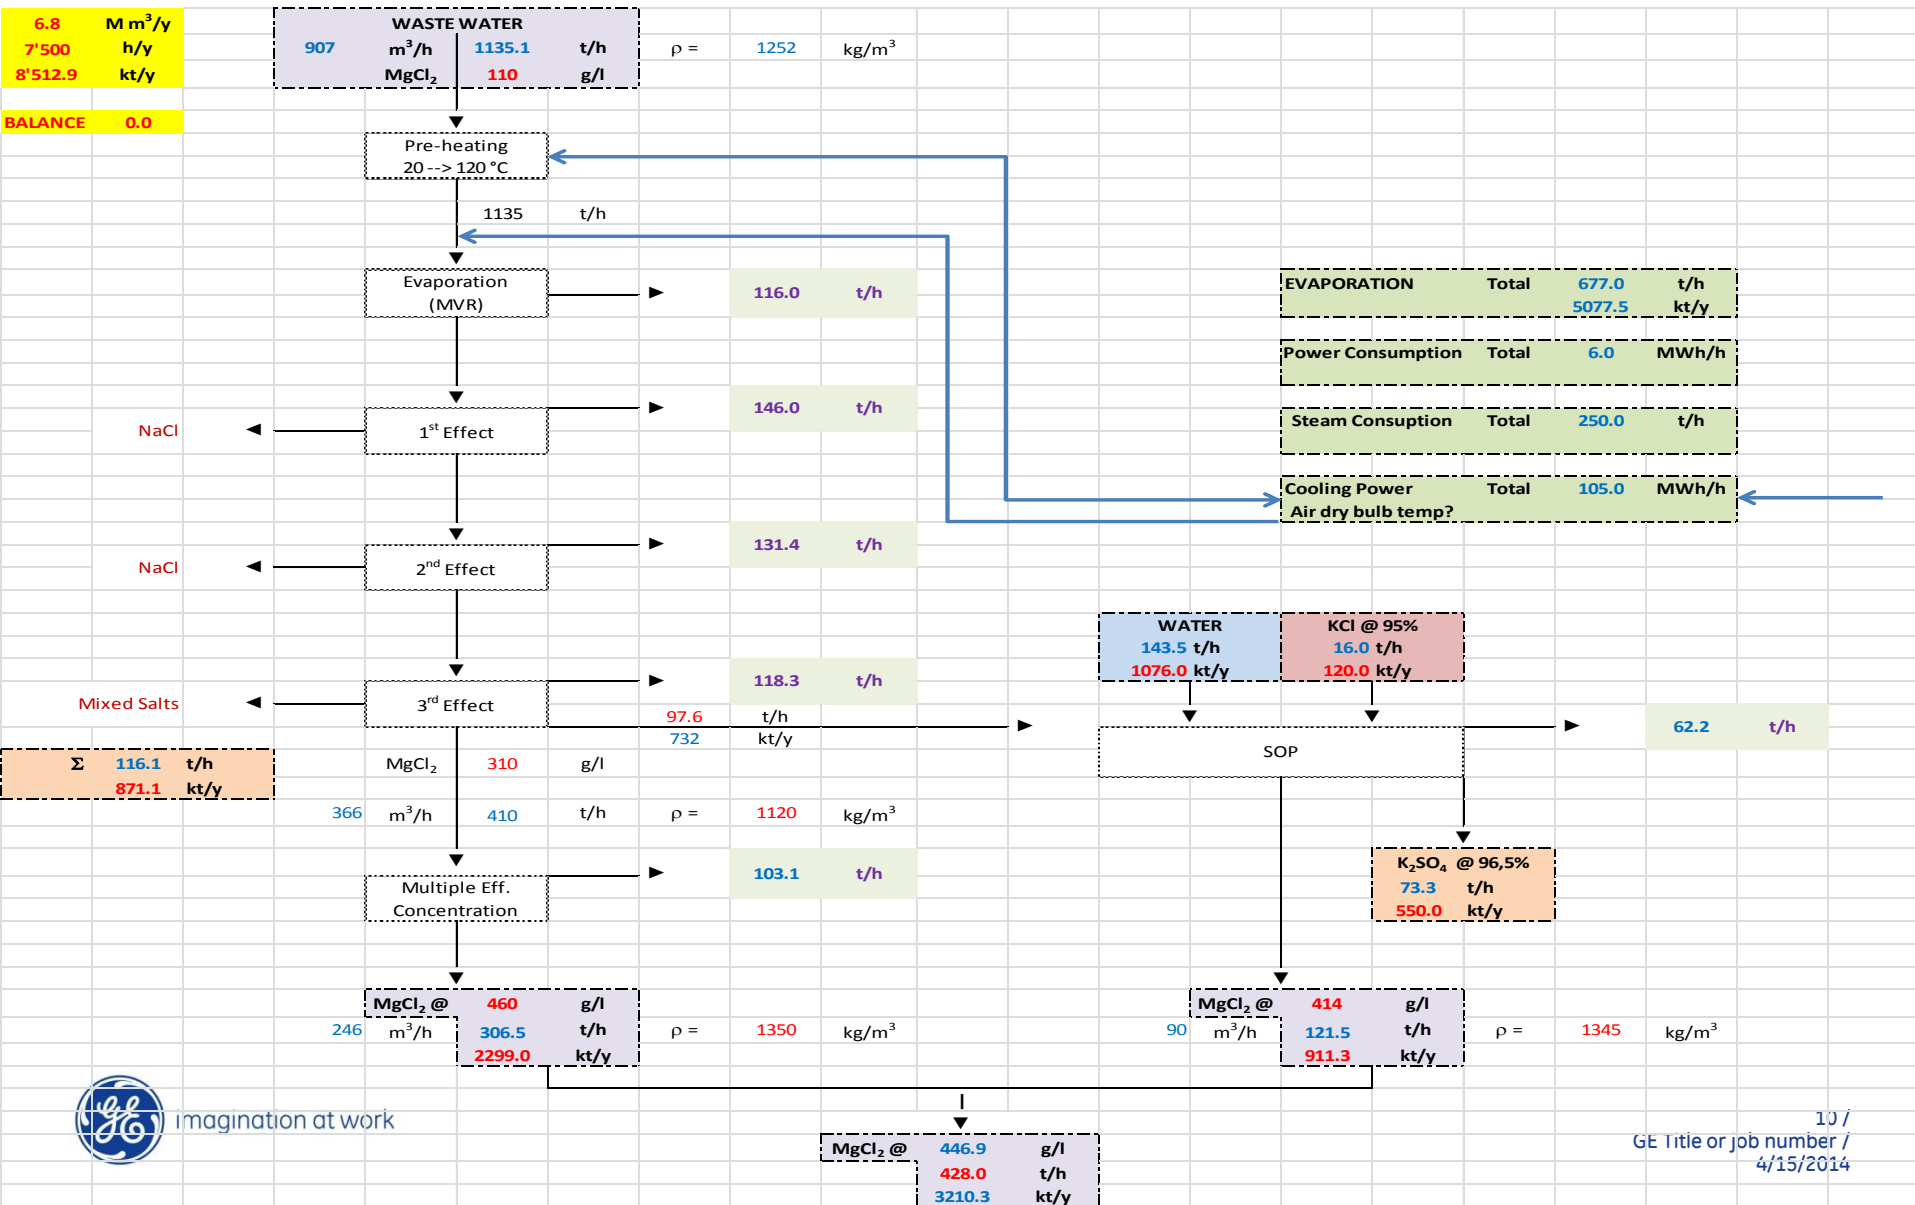 6.8 M m³/y
7'500 h/y
8'512.9 kt/y
BALANCE 0.0
WASTE WATER
907 m³/h 1135.1 t/h ρ = 1252 kg/m³
MgCl₂ 110 g/l
Pre-heating
20 --> 120 °C
1135 t/h
Evaporation
(MVR)
116.0 t/h
EVAPORATION Total 677.0 t/h
5077.5 kt/y
Power Consumption Total 6.0 MWh/h
1st Effect
146.0 t/h
NaCl
Steam Consuption Total 250.0 t/h
Cooling Power Total 105.0 MWh/h
Air dry bulb temp?
2nd Effect
131.4 t/h
NaCl
WATER
143.5 t/h
1076.0 kt/y
KCl @ 95%
16.0 t/h
120.0 kt/y
3rd Effect
118.3 t/h
Mixed Salts
97.6 t/h
732 kt/y
SOP
62.2 t/h
Σ 116.1 t/h
871.1 kt/y
MgCl₂ 310 g/l
366 m³/h 410 t/h ρ = 1120 kg/m³
Multiple Eff.
Concentration
103.1 t/h
K₂SO₄ @ 96,5%
73.3 t/h
550.0 kt/y
MgCl₂ @ 460 g/l
246 m³/h 306.5 t/h ρ = 1350 kg/m³
2299.0 kt/y
MgCl₂ @ 414 g/l
90 m³/h 121.5 t/h ρ = 1345 kg/m³
911.3 kt/y
MgCl₂ @ 446.9 g/l
428.0 t/h
3210.3 kt/y
GE imagination at work
10 /
GE Title or job number /
4/15/2014